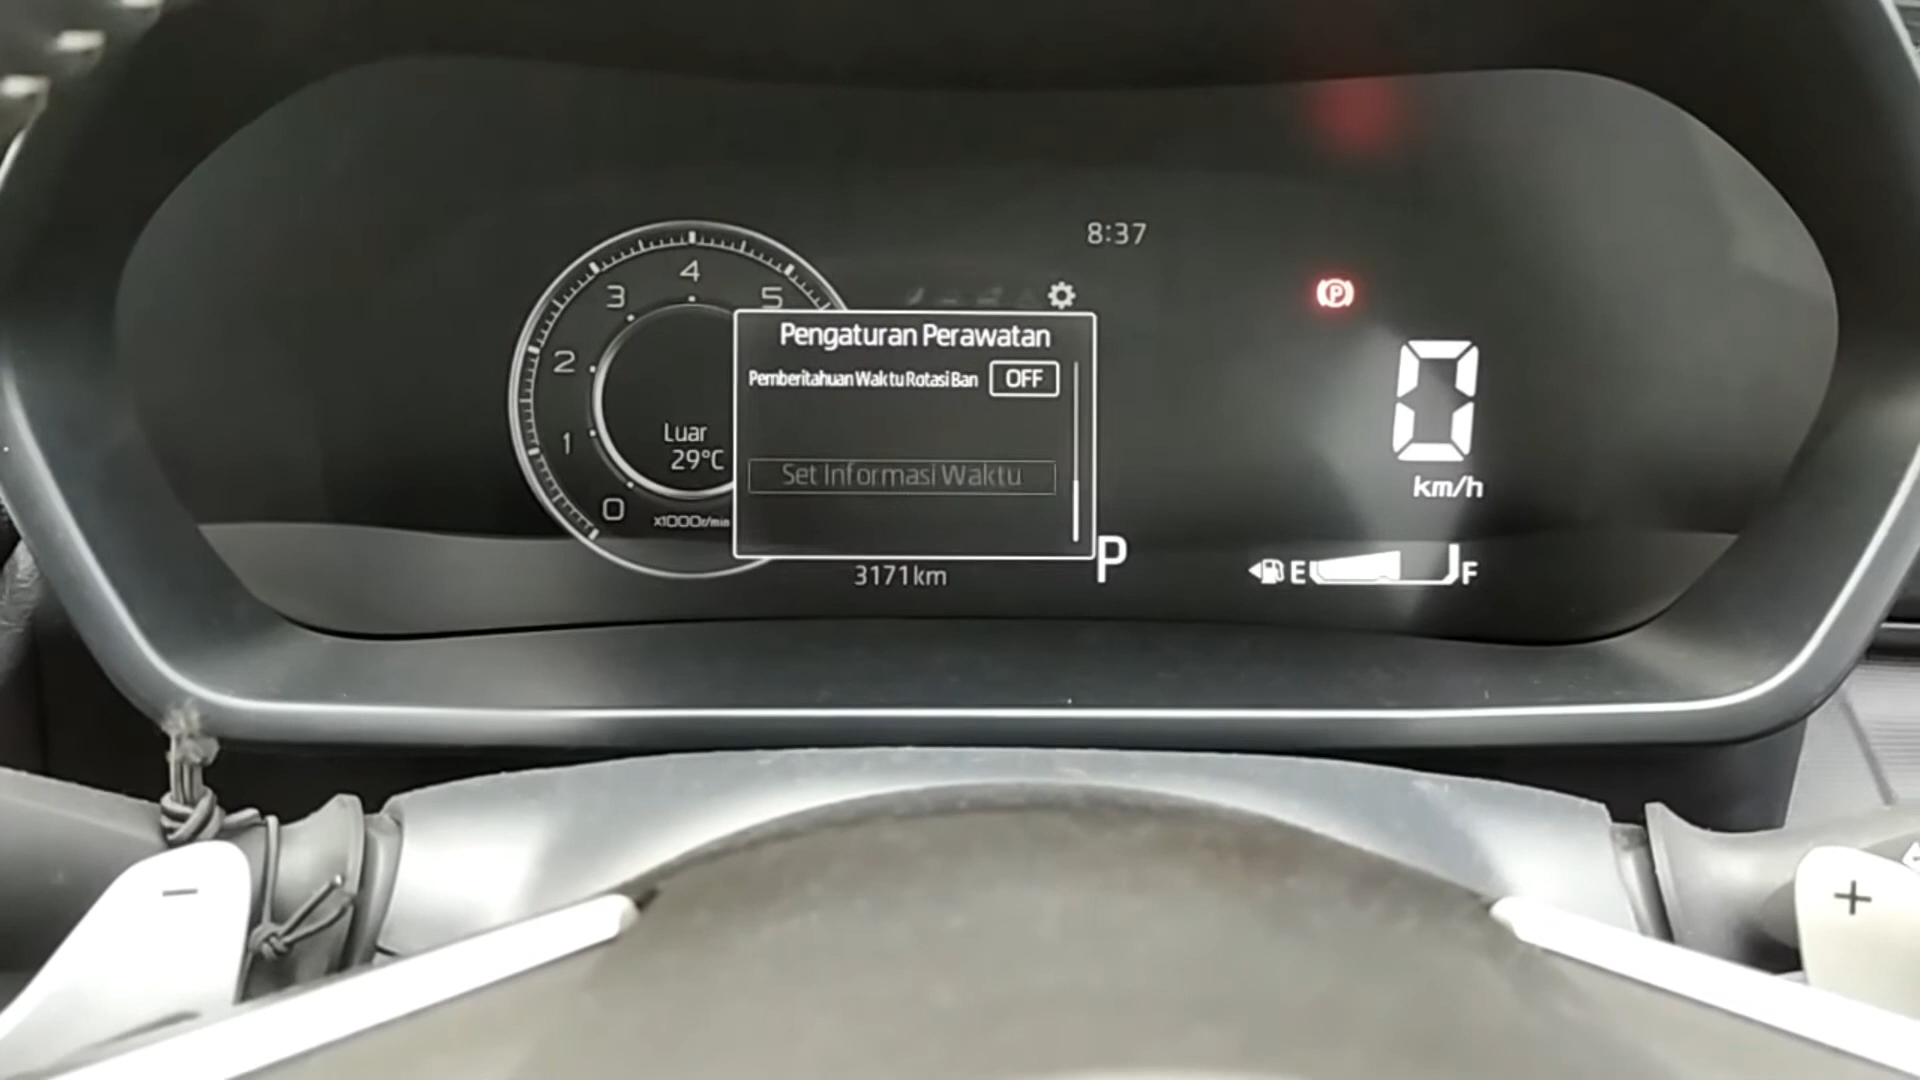 8:37
4
3
5
2
1
0
Luar
29°C
x1000r/min
Pengaturan Perawatan
Pemberitahuan Waktu Rotasi Ban OFF
Set Informasi Waktu
3171km
P
P
0
km/h
E F
−
+